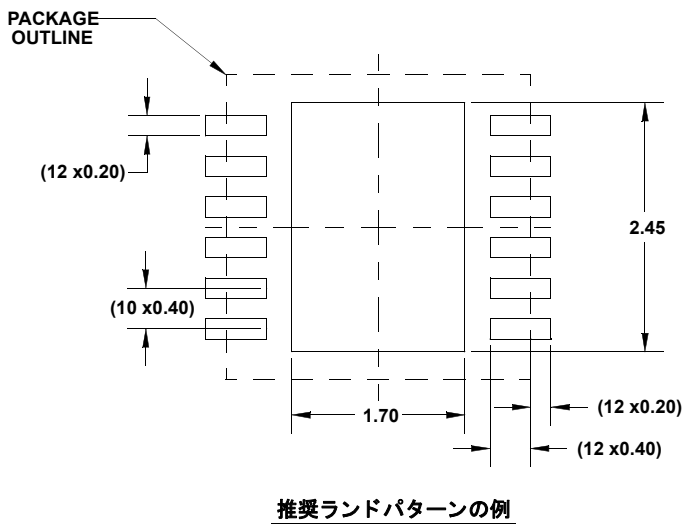 PACKAGE
OUTLINE
(12 x0.20)
2.45
(10 x0.40)
1.70
(12 x0.20)
(12 x0.40)
推奨ランドパターンの例